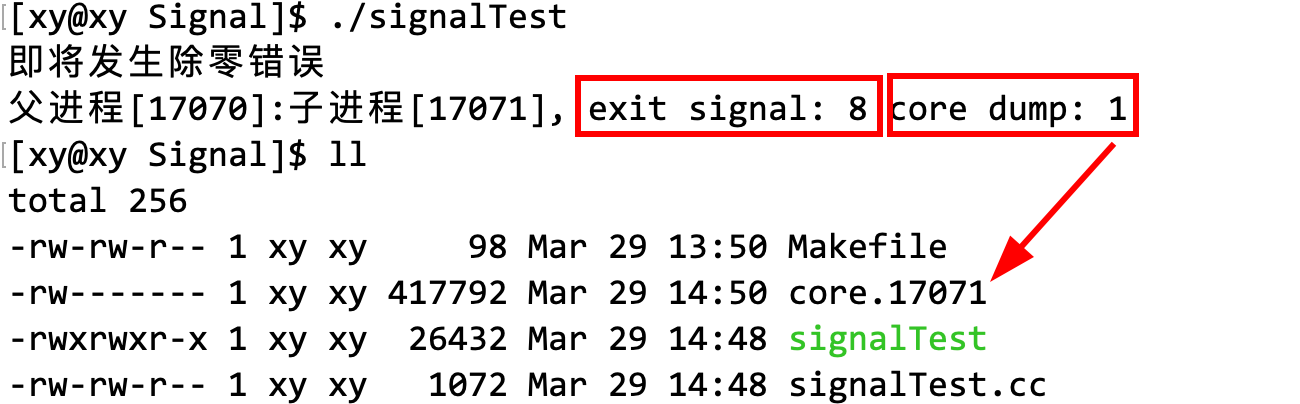 [xy@xy Signal]$ ./signalTest
即将发生除零错误
父进程[17070]:子进程[17071], exit signal: 8 core dump: 1
[xy@xy Signal]$ ll
total 256
-rw-rw-r-- 1 xy xy     98 Mar 29 13:50 Makefile
-rw------- 1 xy xy 417792 Mar 29 14:50 core.17071
-rwxrwxr-x 1 xy xy  26432 Mar 29 14:48 signalTest
-rw-rw-r-- 1 xy xy   1072 Mar 29 14:48 signalTest.cc